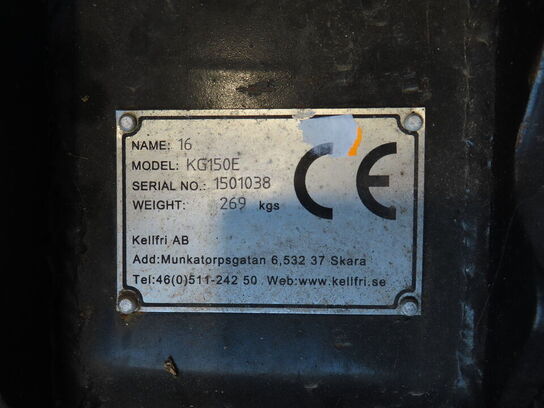 NAME: 16
MODEL: KG150E
SERIAL NO.: 1501038
WEIGHT: 269 kgs
CE
Kellfri AB
Add:Munkatorpsgatan 6,532 37 Skara
Tel:46(0)511-242 50 Web:www.kellfri.se